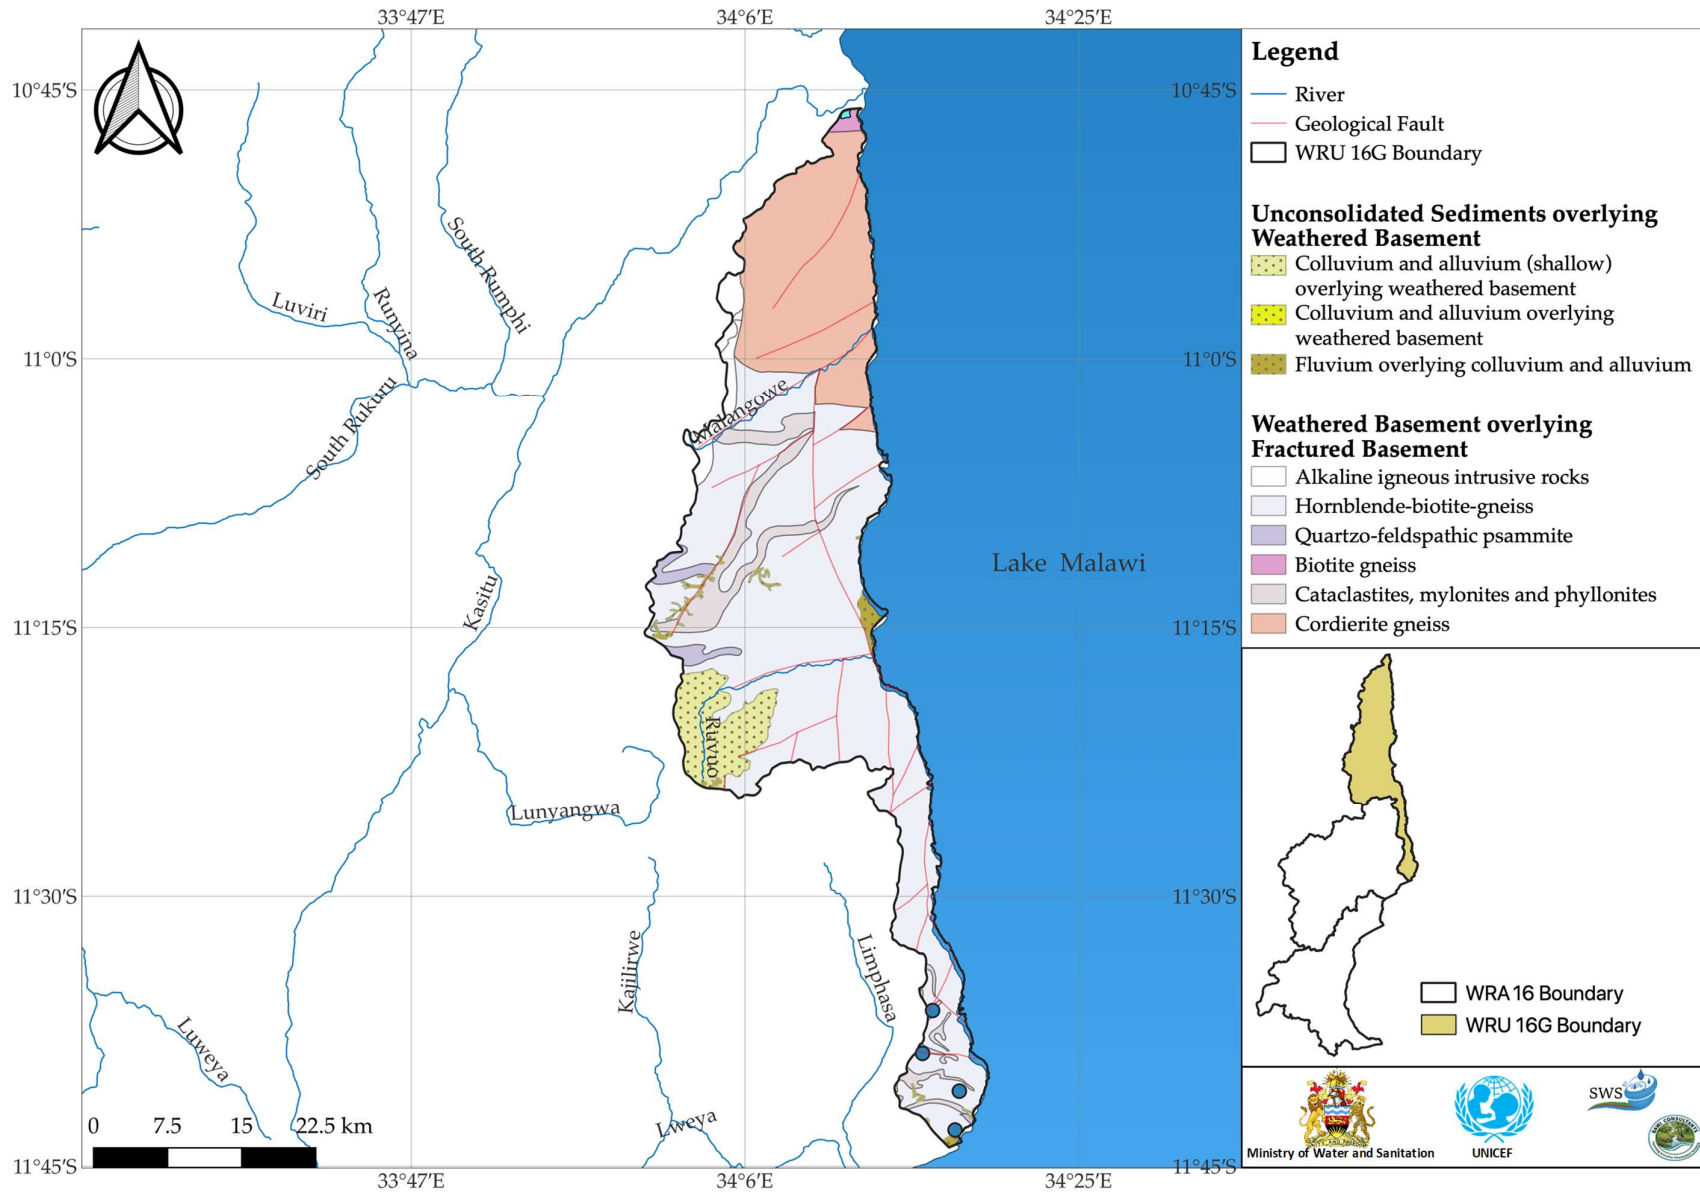 33°47'E
34°6'E
34°25'E
10°45'S
10°45'S
11°0'S
11°0'S
11°15'S
11°15'S
11°30'S
11°30'S
11°45'S
11°45'S
33°47'E
34°6'E
34°25'E
Luviri
Runyina
South Rumphi
South Rukuru
Malangowe
Kasitu
Ruvuo
Lunyangwa
Kajilirwe
Limphasa
Luweya
Lweya
Lake Malawi
0 7.5 15 22.5 km
Legend
River
Geological Fault
WRU 16G Boundary
Unconsolidated Sediments overlying
Weathered Basement
Colluvium and alluvium (shallow)
overlying weathered basement
Colluvium and alluvium overlying
weathered basement
Fluvium overlying colluvium and alluvium
Weathered Basement overlying
Fractured Basement
Alkaline igneous intrusive rocks
Hornblende-biotite-gneiss
Quartzo-feldspathic psammite
Biotite gneiss
Cataclastites, mylonites and phyllonites
Cordierite gneiss
WRA 16 Boundary
WRU 16G Boundary
Ministry of Water and Sanitation
UNICEF
SWS